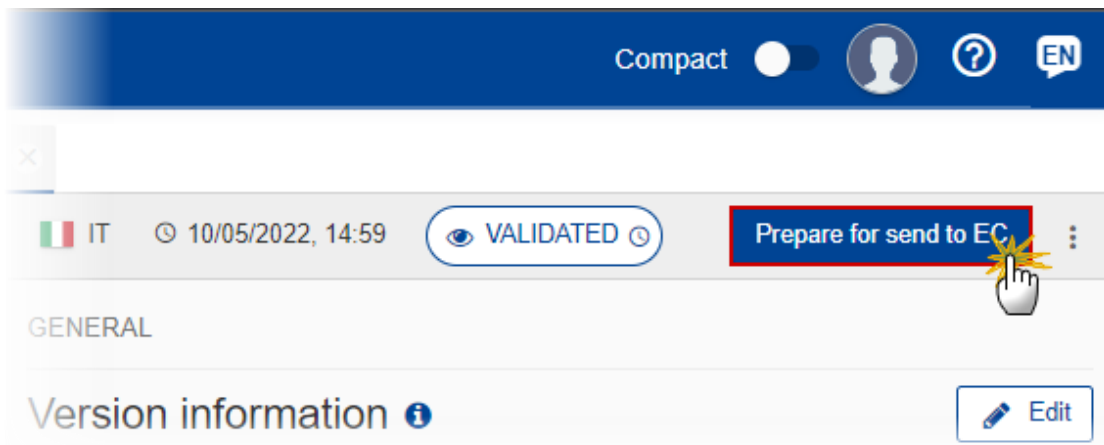 Compact EN
IT 10/05/2022, 14:59 VALIDATED Prepare for send to EC
GENERAL
Version information Edit